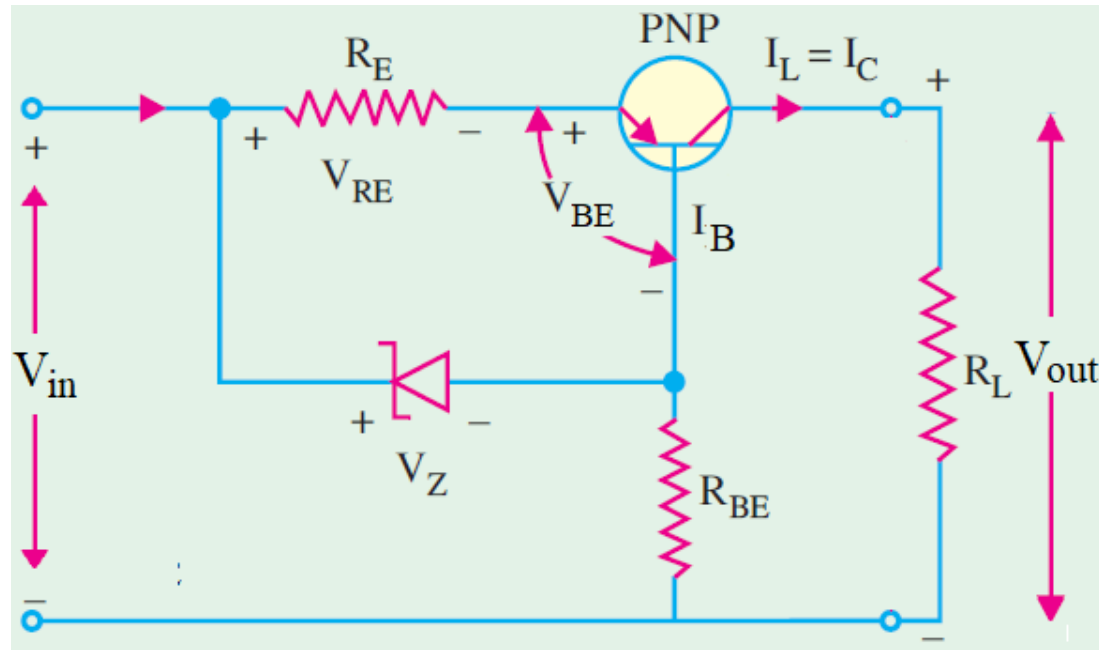 PNP
R_E
I_L = I_C
+
+
+
−
+
V_RE
V_BE
I_B
−
V_in
R_L
V_out
+
−
V_Z
R_BE
−
−